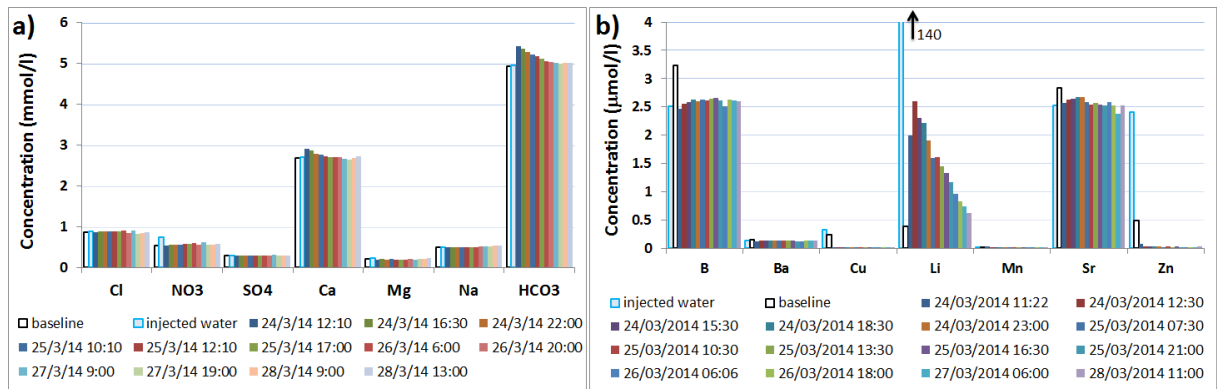 a)
Concentration (mmol/l)
6
5
4
3
2
1
0
Cl NO3 SO4 Ca Mg Na HCO3
baseline injected water 24/3/14 12:10 24/3/14 16:30 24/3/14 22:00
25/3/14 10:10 25/3/14 12:10 25/3/14 17:00 26/3/14 6:00 26/3/14 20:00
27/3/14 9:00 27/3/14 19:00 28/3/14 9:00 28/3/14 13:00
b)
Concentration (µmol/l)
4
3.5
3
2.5
2
1.5
1
0.5
0
140
B Ba Cu Li Mn Sr Zn
injected water baseline 24/03/2014 11:22 24/03/2014 12:30
24/03/2014 15:30 24/03/2014 18:30 24/03/2014 23:00 25/03/2014 07:30
25/03/2014 10:30 25/03/2014 13:30 25/03/2014 16:30 25/03/2014 21:00
26/03/2014 06:06 26/03/2014 18:00 27/03/2014 06:00 28/03/2014 11:00